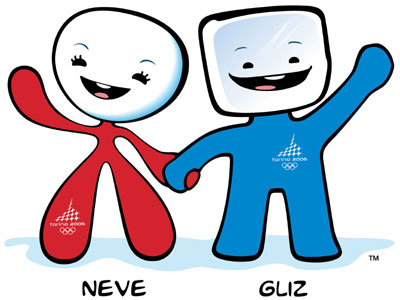 torino 2006
torino 2006
TM
NEVE GLIZ